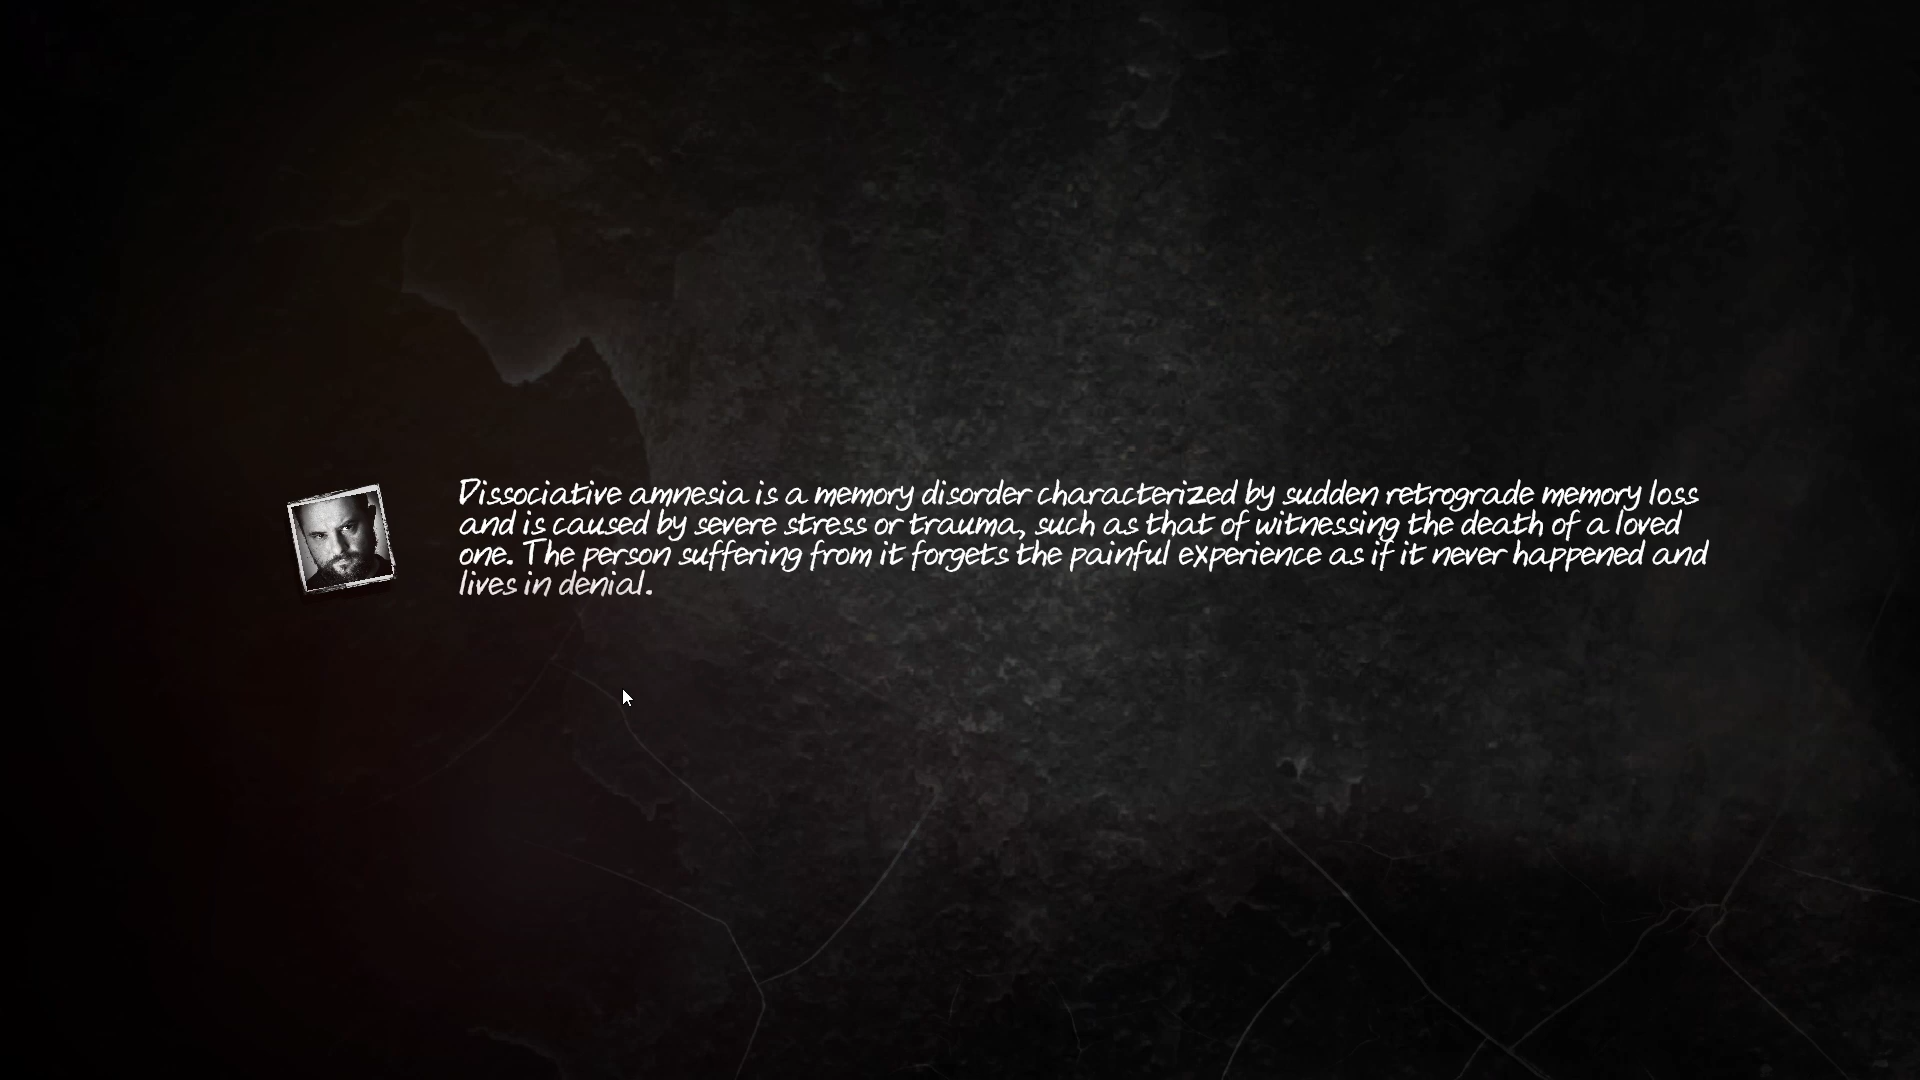 Dissociative amnesia is a memory disorder characterized by sudden retrograde memory loss
and is caused by severe stress or trauma, such as that of witnessing the death of a loved
one. The person suffering from it forgets the painful experience as if it never happened and
lives in denial.